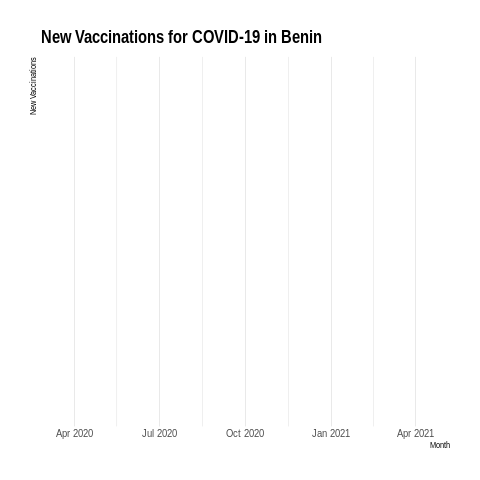 New Vaccinations for COVID-19 in Benin
New Vaccinations
Apr 2020
Jul 2020
Oct 2020
Jan 2021
Apr 2021
Month